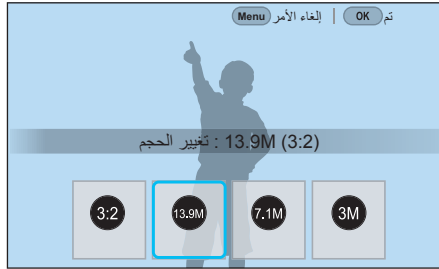 تم OK | إلغاء الأمر Menu
تغيير الحجم : 13.9M (3:2)
3:2 13.9M 7.1M 3M